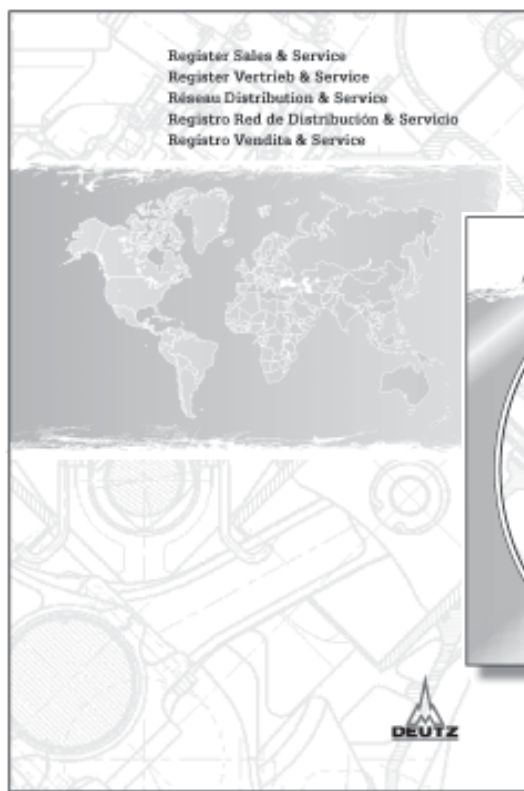 Register Sales & Service
Register Vertrieb & Service
Réseau Distribution & Service
Registro Red de Distribución & Servicio
Registro Vendita & Service
DEUTZ